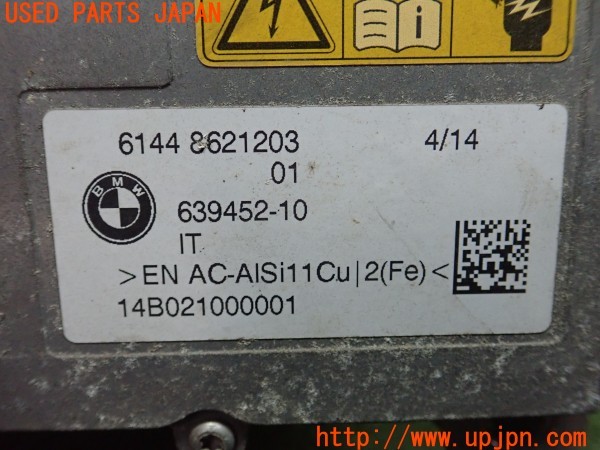 USED PARTS JAPAN
6144 8621203 4/14
01
BMW
639452-10
IT
>EN AC-AlSi11Cu|2(Fe)<
14B021000001
http://www.upjpn.com/